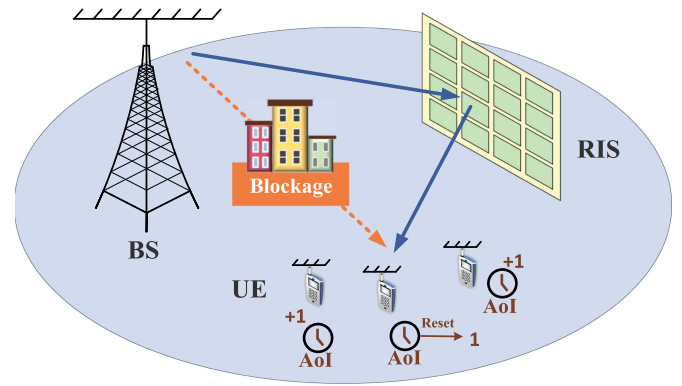 RIS
Blockage
BS
UE
+1
AoI
Reset
1
AoI
+1
AoI